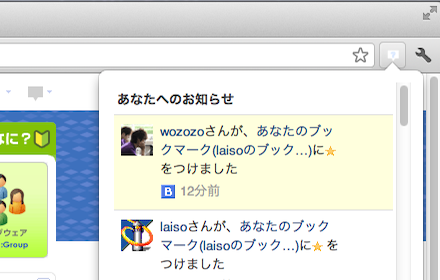 あなたへのお知らせ
wozozoさんが、あなたのブッ
クマーク(laisoのブック...)に★
をつけました
B! 12分前
laisoさんが、あなたのブック
マーク(laisoのブック...)に★を
つけました
なに?
ウェア
:Group